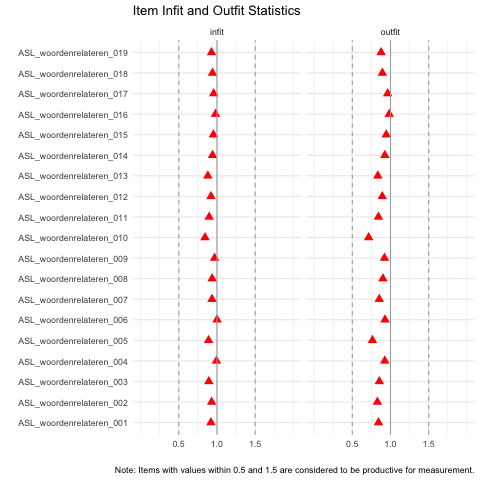 Item Infit and Outfit Statistics
infit outfit
ASL_woordenrelateren_019
ASL_woordenrelateren_018
ASL_woordenrelateren_017
ASL_woordenrelateren_016
ASL_woordenrelateren_015
ASL_woordenrelateren_014
ASL_woordenrelateren_013
ASL_woordenrelateren_012
ASL_woordenrelateren_011
ASL_woordenrelateren_010
ASL_woordenrelateren_009
ASL_woordenrelateren_008
ASL_woordenrelateren_007
ASL_woordenrelateren_006
ASL_woordenrelateren_005
ASL_woordenrelateren_004
ASL_woordenrelateren_003
ASL_woordenrelateren_002
ASL_woordenrelateren_001
0.5 1.0 1.5 0.5 1.0 1.5
Note: Items with values within 0.5 and 1.5 are considered to be productive for measurement.